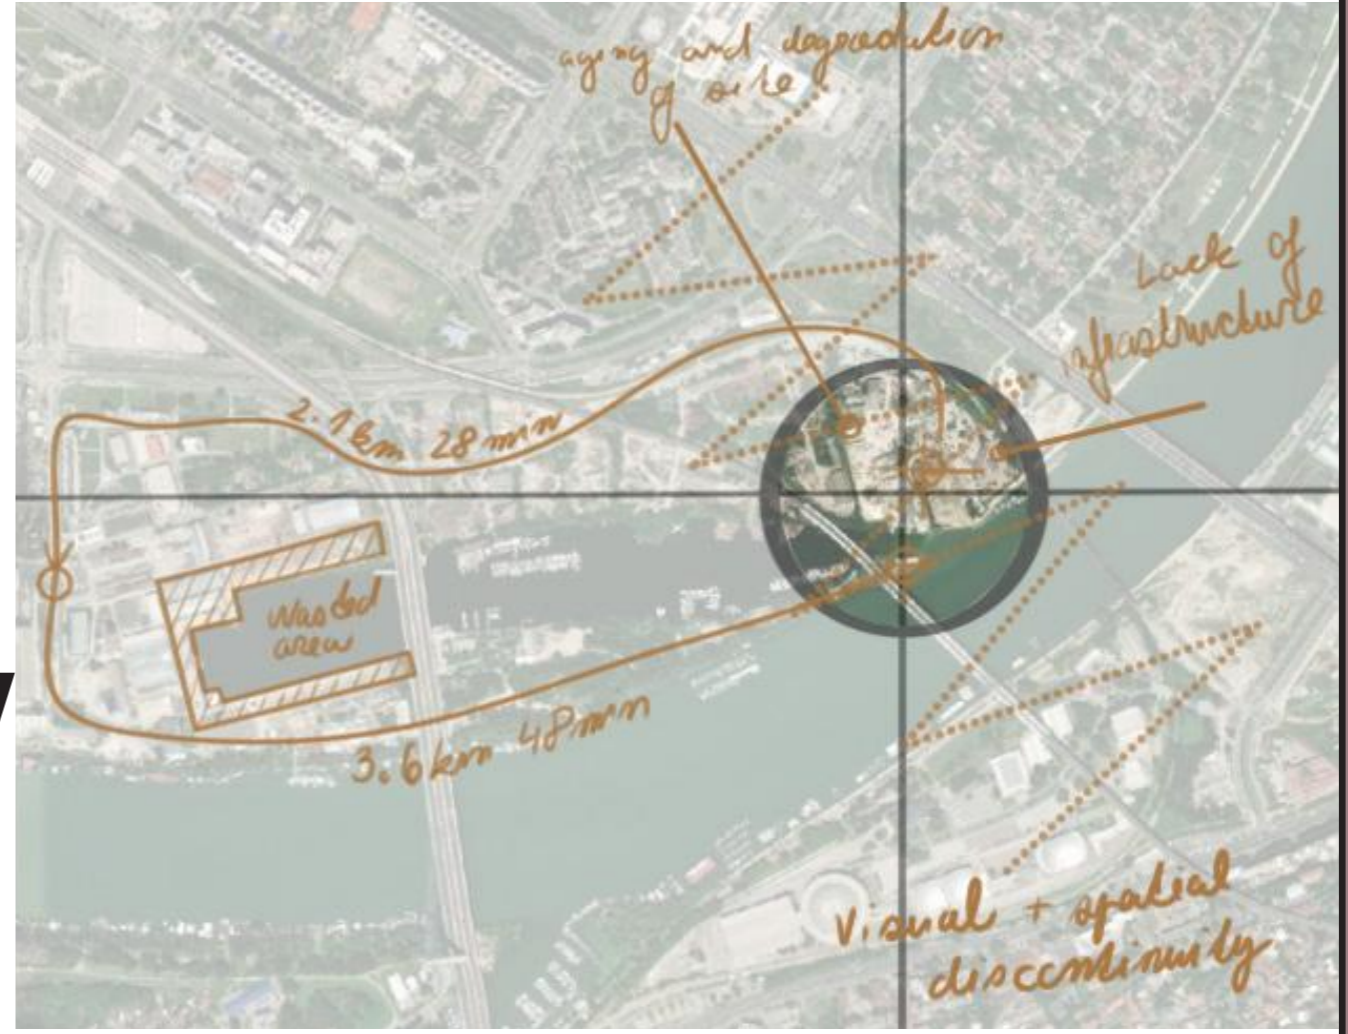 aging and degradation
of site
Lack of
infrastructure
2.1km 28min
Wasted
area
3.6km 48min
Visual + spatial
discontinuity